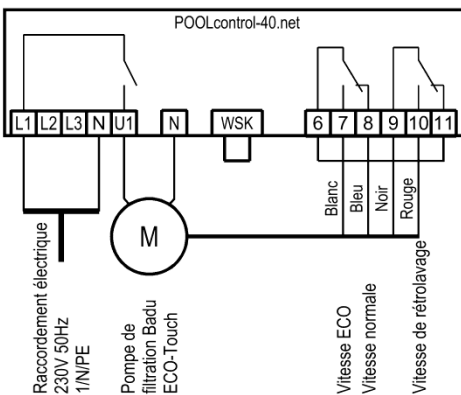 POOLcontrol-40.net
L1 L2 L3 N U1 N WSK 6 7 8 9 10 11
Blanc
Bleu
Noir
Rouge
M
Raccordement électrique
230V 50Hz
1/N/PE
Pompe de
filtration Badu
ECO-Touch
Vitesse ECO
Vitesse normale
Vitesse de rétrolavage